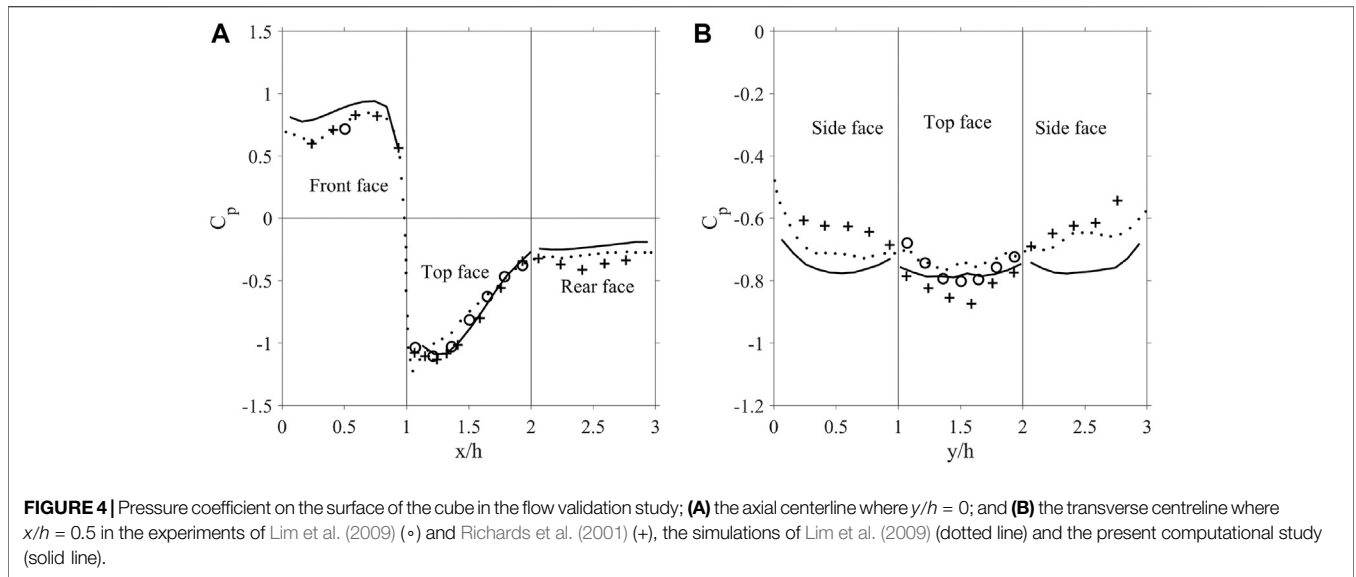 A
1.5
1
0.5
0
-0.5
-1
-1.5
C_p
Front face
Top face
Rear face
0 0.5 1 1.5 2 2.5 3
x/h
B
0
-0.2
-0.4
-0.6
-0.8
-1
-1.2
C_p
Side face
Top face
Side face
0 0.5 1 1.5 2 2.5 3
y/h
FIGURE 4 | Pressure coefficient on the surface of the cube in the flow validation study; (A) the axial centerline where y/h = 0; and (B) the transverse centreline where
x/h = 0.5 in the experiments of Lim et al. (2009) (∘) and Richards et al. (2001) (+), the simulations of Lim et al. (2009) (dotted line) and the present computational study
(solid line).